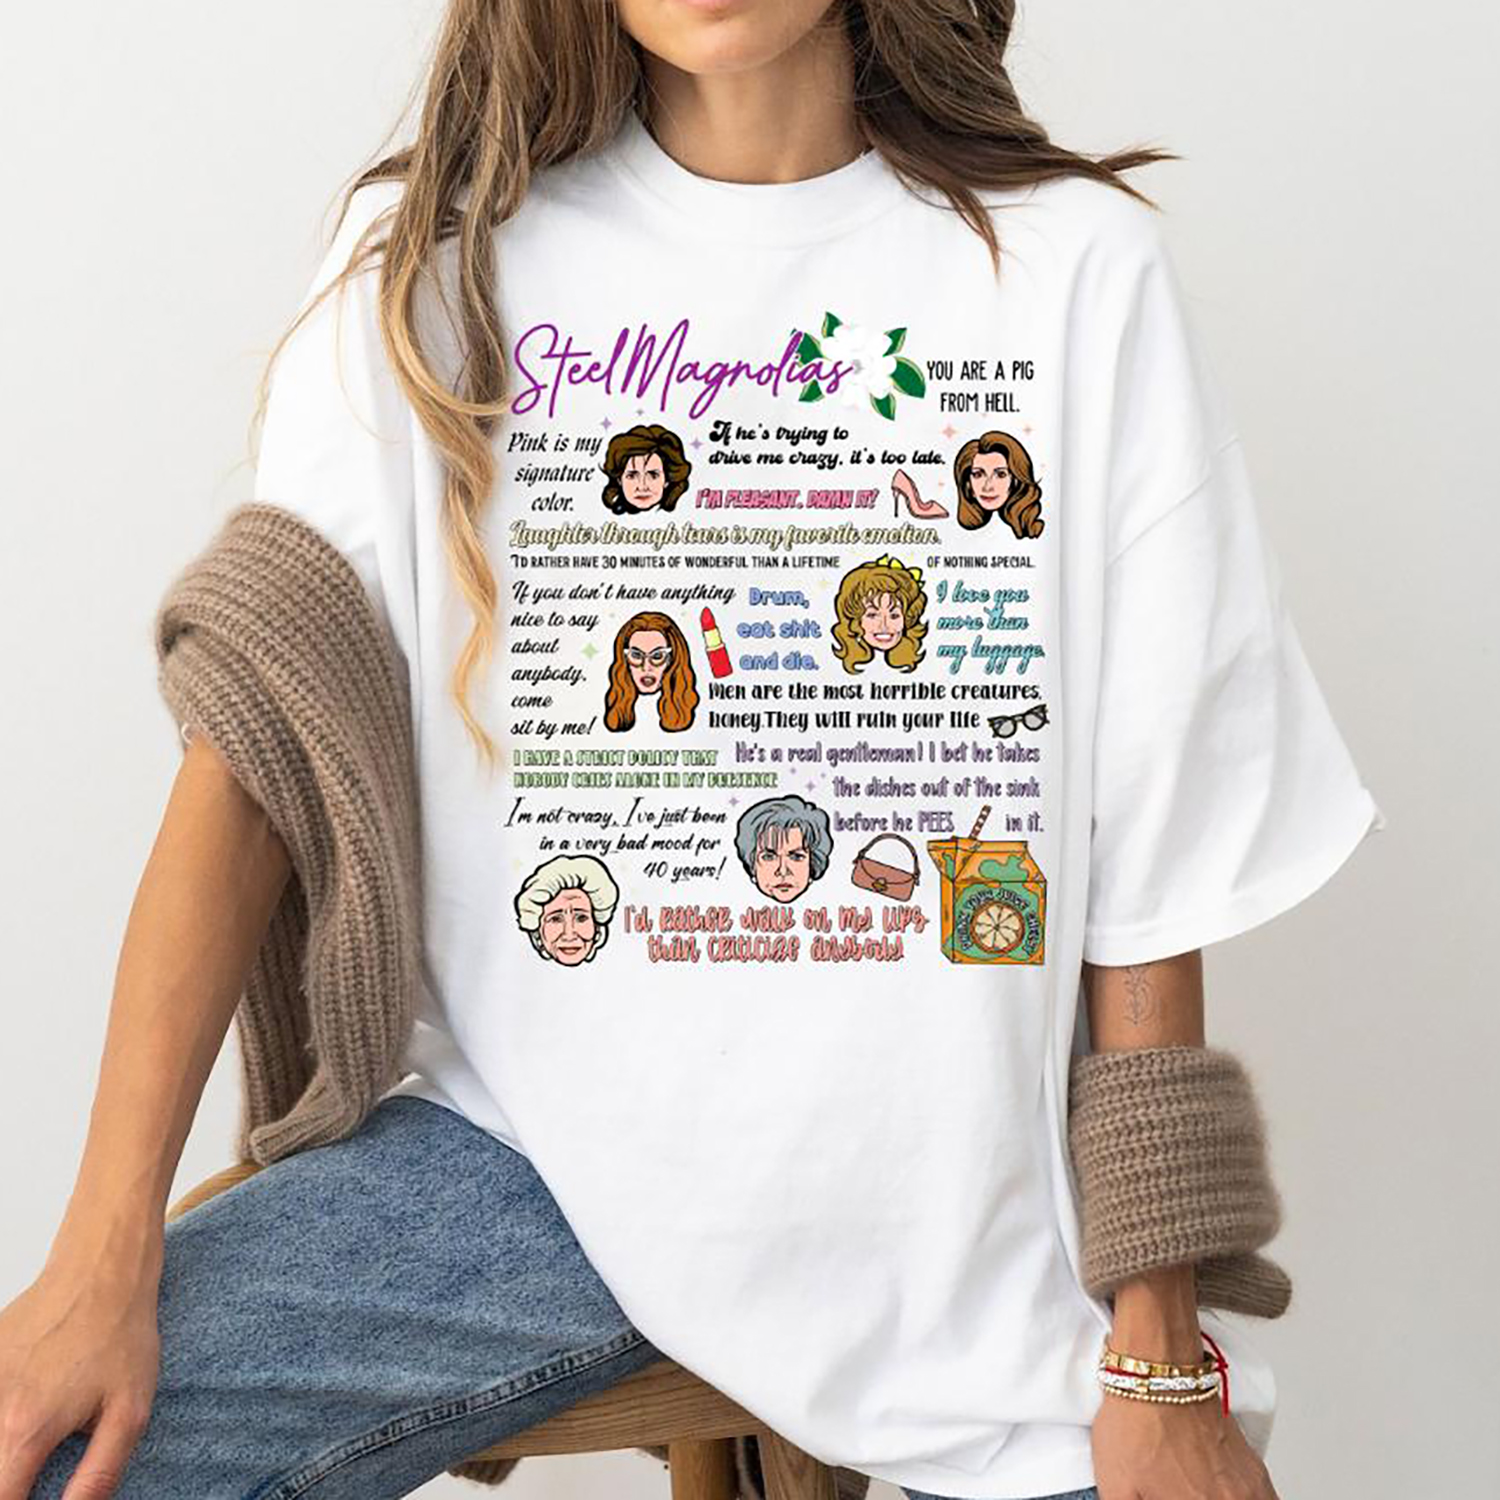 Steel Magnolias
YOU ARE A PIG
FROM HELL.
Pink is my
signature
color.
If he's trying to
drive me crazy, it's too late.
I'M PLEASANT, DAMN IT!
Laughter through tears is my favorite emotion.
I'D RATHER HAVE 30 MINUTES OF WONDERFUL THAN A LIFETIME OF NOTHING SPECIAL.
If you don't have anything
nice to say
about
anybody,
come
sit by me!
Drum,
eat shit
and die.
I love you
more than
my luggage.
Men are the most horrible creatures,
honey.They will ruin your life
I HAVE A STRICT POLICY THAT
NOBODY CRIES ALONE IN MY PRESENCE
He's a real gentleman! I bet he takes
the dishes out of the sink
before he PEES in it.
I'm not crazy, I've just been
in a very bad mood for
40 years!
I'd Rather walk on my lips
than criticize anybody
DRINK YOUR JUICE SHELBY